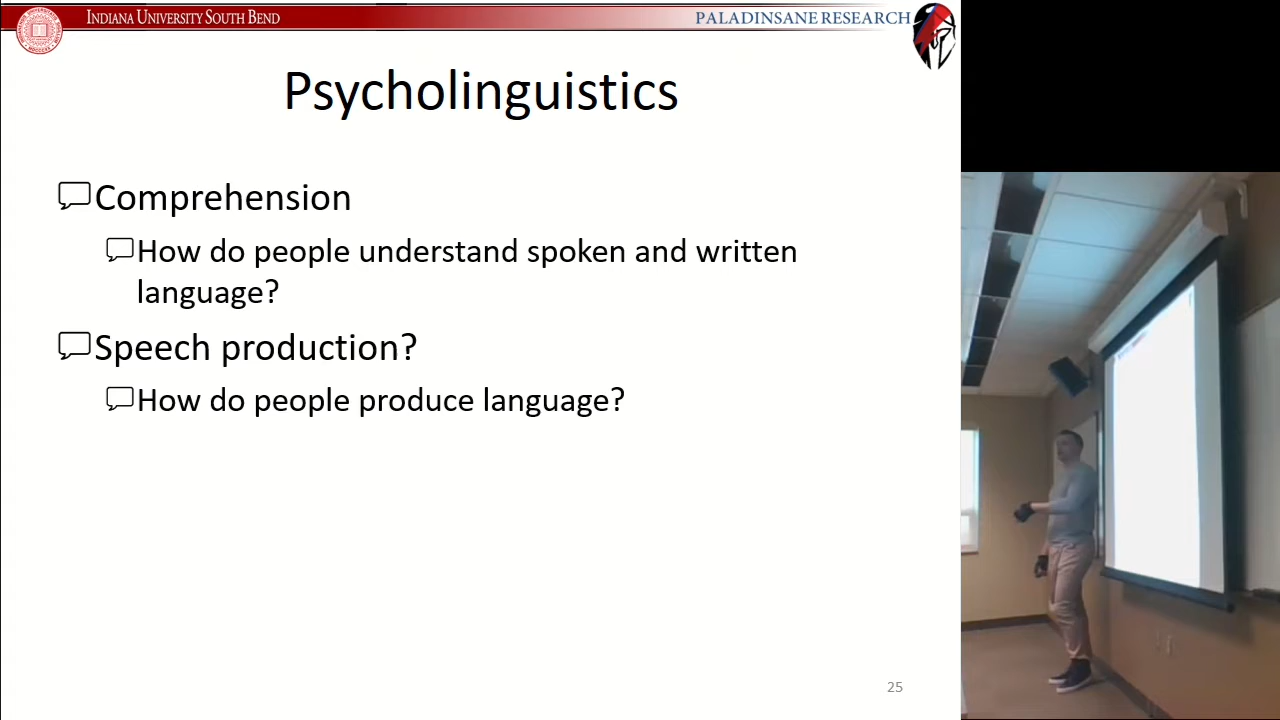 INDIANA UNIVERSITY SOUTH BEND
PALADINSANE RESEARCH
Psycholinguistics
Comprehension
How do people understand spoken and written
language?
Speech production?
How do people produce language?
25